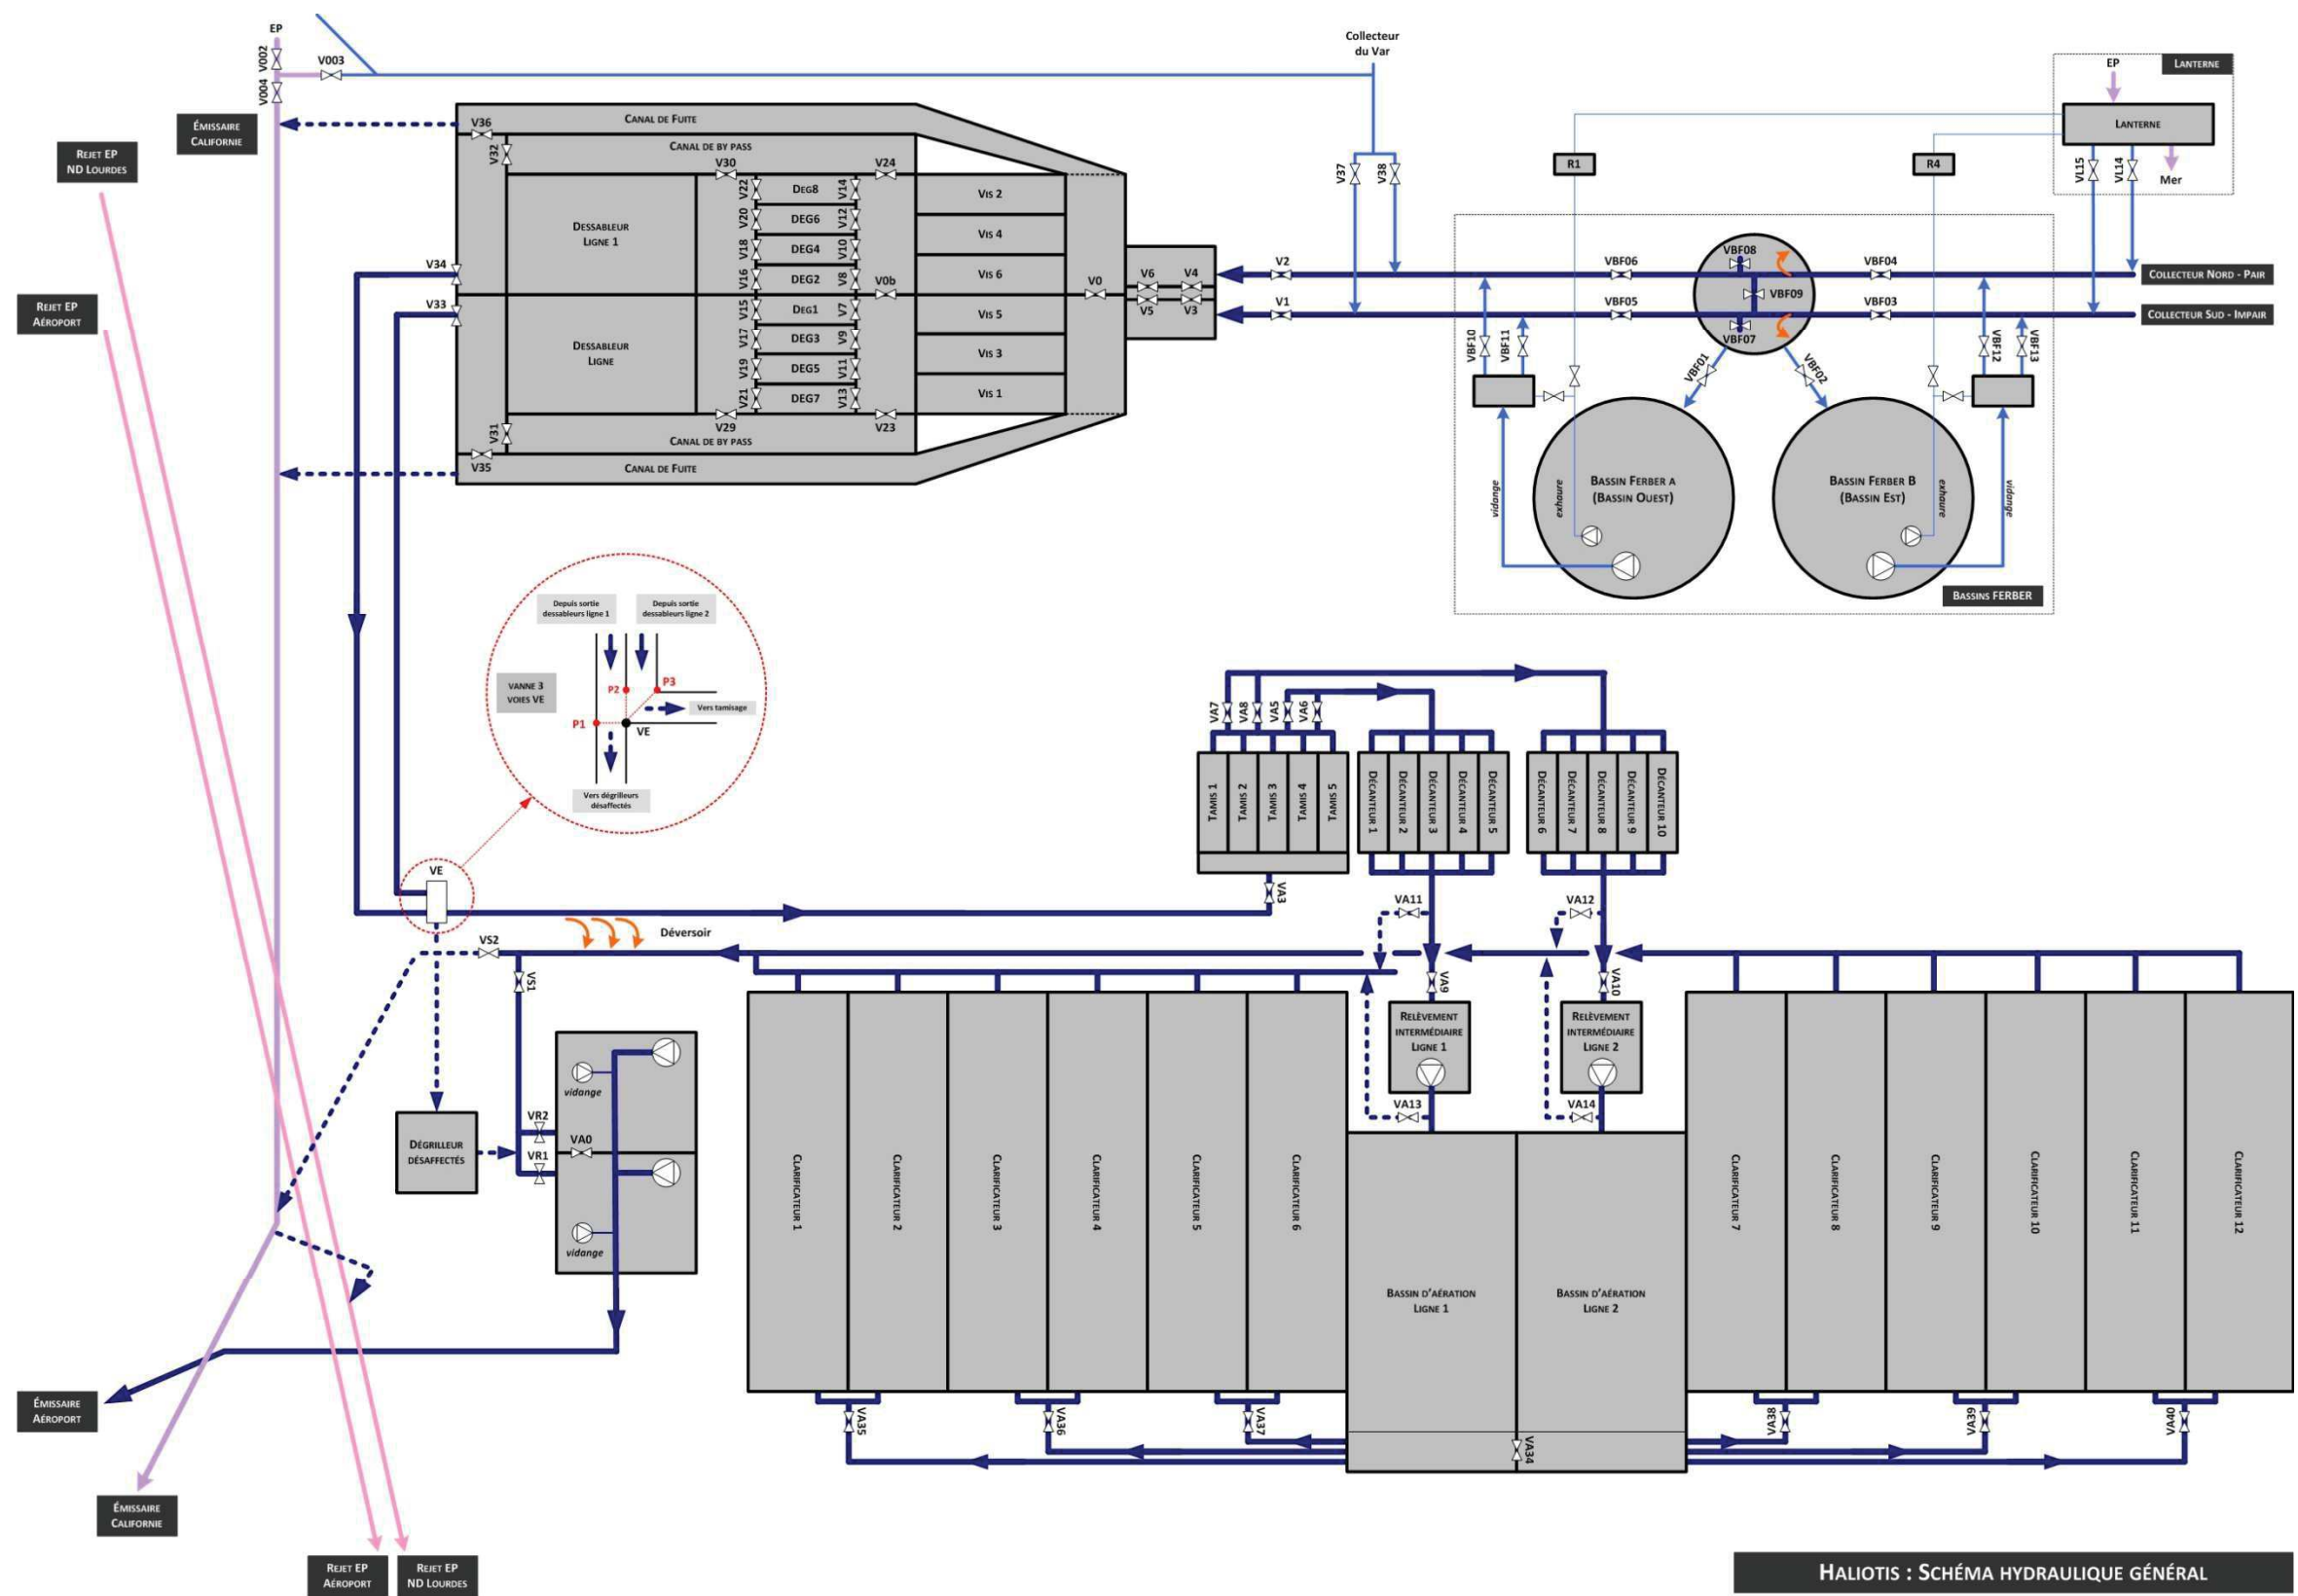 EP
V002
V003
V004
ÉMISSAIRE
CALIFORNIE
REJET EP
ND LOURDES
REJET EP
AÉROPORT
Collecteur
du Var
V37
V38
EP
LANTERNE
LANTERNE
VL15
VL14
Mer
R1
R4
V36
CANAL DE FUITE
V32
CANAL DE BY PASS
V30
V24
V22
DEG8
V14
V20
DEG6
V12
V18
DEG4
V10
V16
DEG2
V8
DESSABLEUR
LIGNE 1
VIS 2
VIS 4
VIS 6
V34
V33
V0b
V0
V15
DEG1
V7
V17
DEG3
V9
V19
DEG5
V11
V21
DEG7
V13
DESSABLEUR
LIGNE
VIS 5
VIS 3
VIS 1
V31
V29
V23
CANAL DE BY PASS
V35
CANAL DE FUITE
V6
V4
V5
V3
V2
V1
VBF06
VBF05
VBF08
VBF09
VBF07
VBF04
VBF03
COLLECTEUR NORD - PAIR
COLLECTEUR SUD - IMPAIR
VBF10
VBF11
VBF01
VBF02
VBF12
VBF13
BASSIN FERBER A
(BASSIN OUEST)
BASSIN FERBER B
(BASSIN EST)
vidange
exhaure
exhaure
vidange
BASSINS FERBER
Depuis sortie
dessableurs ligne 1
Depuis sortie
dessableurs ligne 2
VANNE 3
VOIES VE
P2
P3
Vers tamisage
P1
VE
Vers dégrilleurs
désaffectés
VA7
VA8
VA5
VA6
TAMIS 1
TAMIS 2
TAMIS 3
TAMIS 4
TAMIS 5
DÉCANTEUR 1
DÉCANTEUR 2
DÉCANTEUR 3
DÉCANTEUR 4
DÉCANTEUR 5
DÉCANTEUR 6
DÉCANTEUR 7
DÉCANTEUR 8
DÉCANTEUR 9
DÉCANTEUR 10
VE
VA3
VA11
VA12
VS2
Déversoir
VS1
VA9
VA10
RELÈVEMENT
INTERMÉDIAIRE
LIGNE 1
RELÈVEMENT
INTERMÉDIAIRE
LIGNE 2
VA13
VA14
vidange
VR2
VA0
VR1
vidange
DÉGRILLEUR
DÉSAFFECTÉS
CLARIFICATEUR 1
CLARIFICATEUR 2
CLARIFICATEUR 3
CLARIFICATEUR 4
CLARIFICATEUR 5
CLARIFICATEUR 6
BASSIN D'AÉRATION
LIGNE 1
BASSIN D'AÉRATION
LIGNE 2
CLARIFICATEUR 7
CLARIFICATEUR 8
CLARIFICATEUR 9
CLARIFICATEUR 10
CLARIFICATEUR 11
CLARIFICATEUR 12
VA35
VA36
VA37
VA34
VA38
VA39
VA40
ÉMISSAIRE
AÉROPORT
ÉMISSAIRE
CALIFORNIE
REJET EP
AÉROPORT
REJET EP
ND LOURDES
HALIOTIS : SCHÉMA HYDRAULIQUE GÉNÉRAL